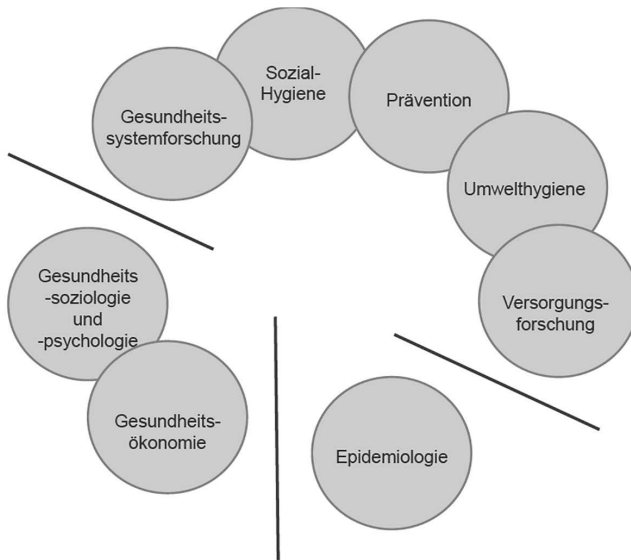 Sozial-
Hygiene
Prävention
Gesundheits-
systemforschung
Umwelthygiene
Gesundheits
-soziologie
und
-psychologie
Versorgungs-
forschung
Gesundheits-
ökonomie
Epidemiologie